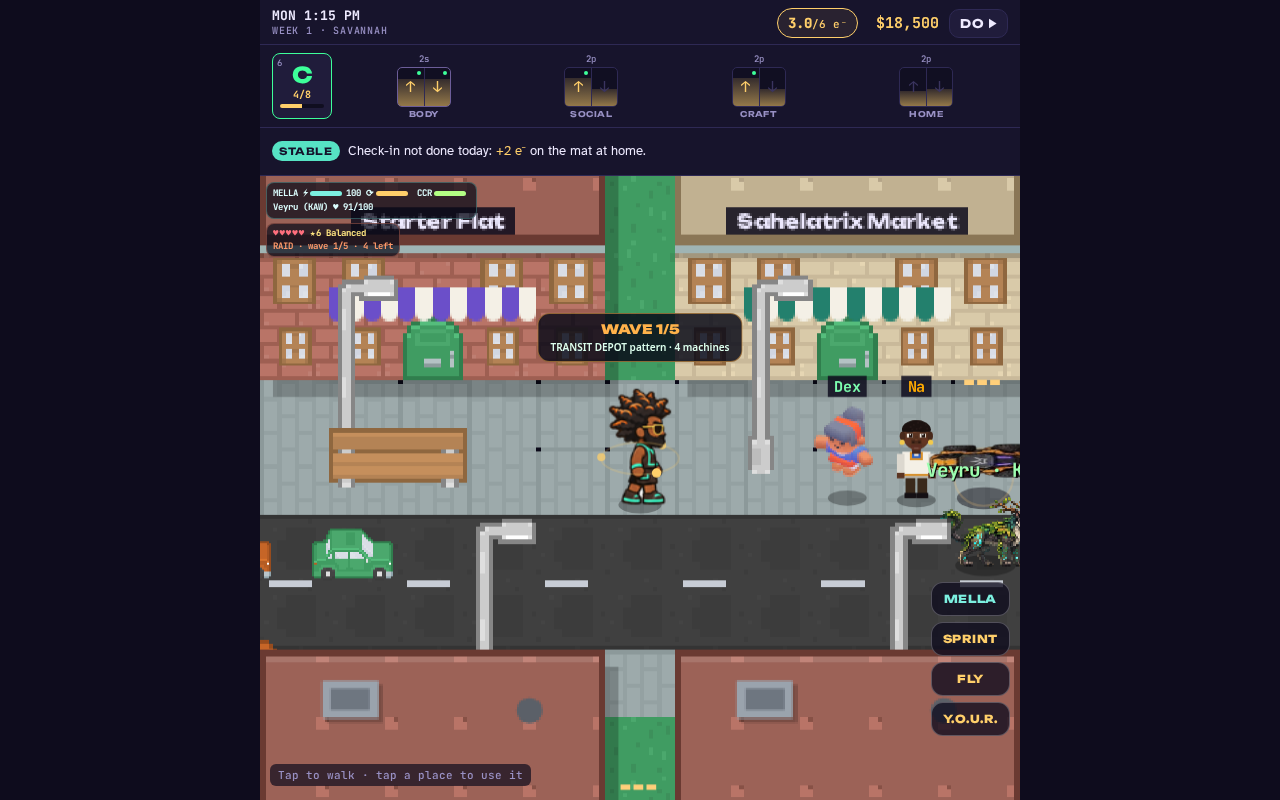 MON 1:15 PM
WEEK 1 · SAVANNAH
3.0/6 e⁻
$18,500
DO ▶
6
C
4/8
2s
BODY
2p
SOCIAL
2p
CRAFT
2p
HOME
STABLE
Check-in not done today: +2 e⁻ on the mat at home.
MELLA ⚡ 100 ⟳ CCR
Veyru (KAW) ♥ 91/100
Starter Flat
Sahelatrix Market
♥♥♥♥♥ ★6 Balanced
RAID · wave 1/5 · 4 left
WAVE 1/5
TRANSIT DEPOT pattern · 4 machines
Dex
Na
Veyru · K
MELLA
SPRINT
FLY
Y.O.U.R.
Tap to walk · tap a place to use it